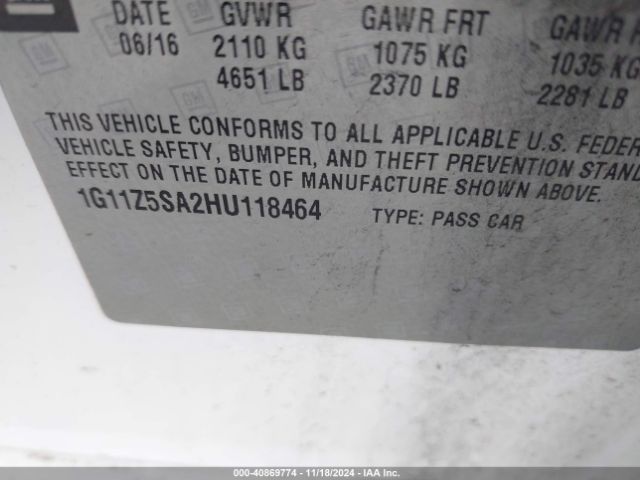 GM
DATE GVWR GAWR FRT GAWR
06/16 2110 KG 1075 KG 1035 KG
4651 LB 2370 LB 2281 LB
THIS VEHICLE CONFORMS TO ALL APPLICABLE U.S. FEDER
VEHICLE SAFETY, BUMPER, AND THEFT PREVENTION STAND
EFFECT ON THE DATE OF MANUFACTURE SHOWN ABOVE.
1G11Z5SA2HU118464 TYPE: PASS CAR
000-40869774 | 11/18/2024 - IAA Inc.